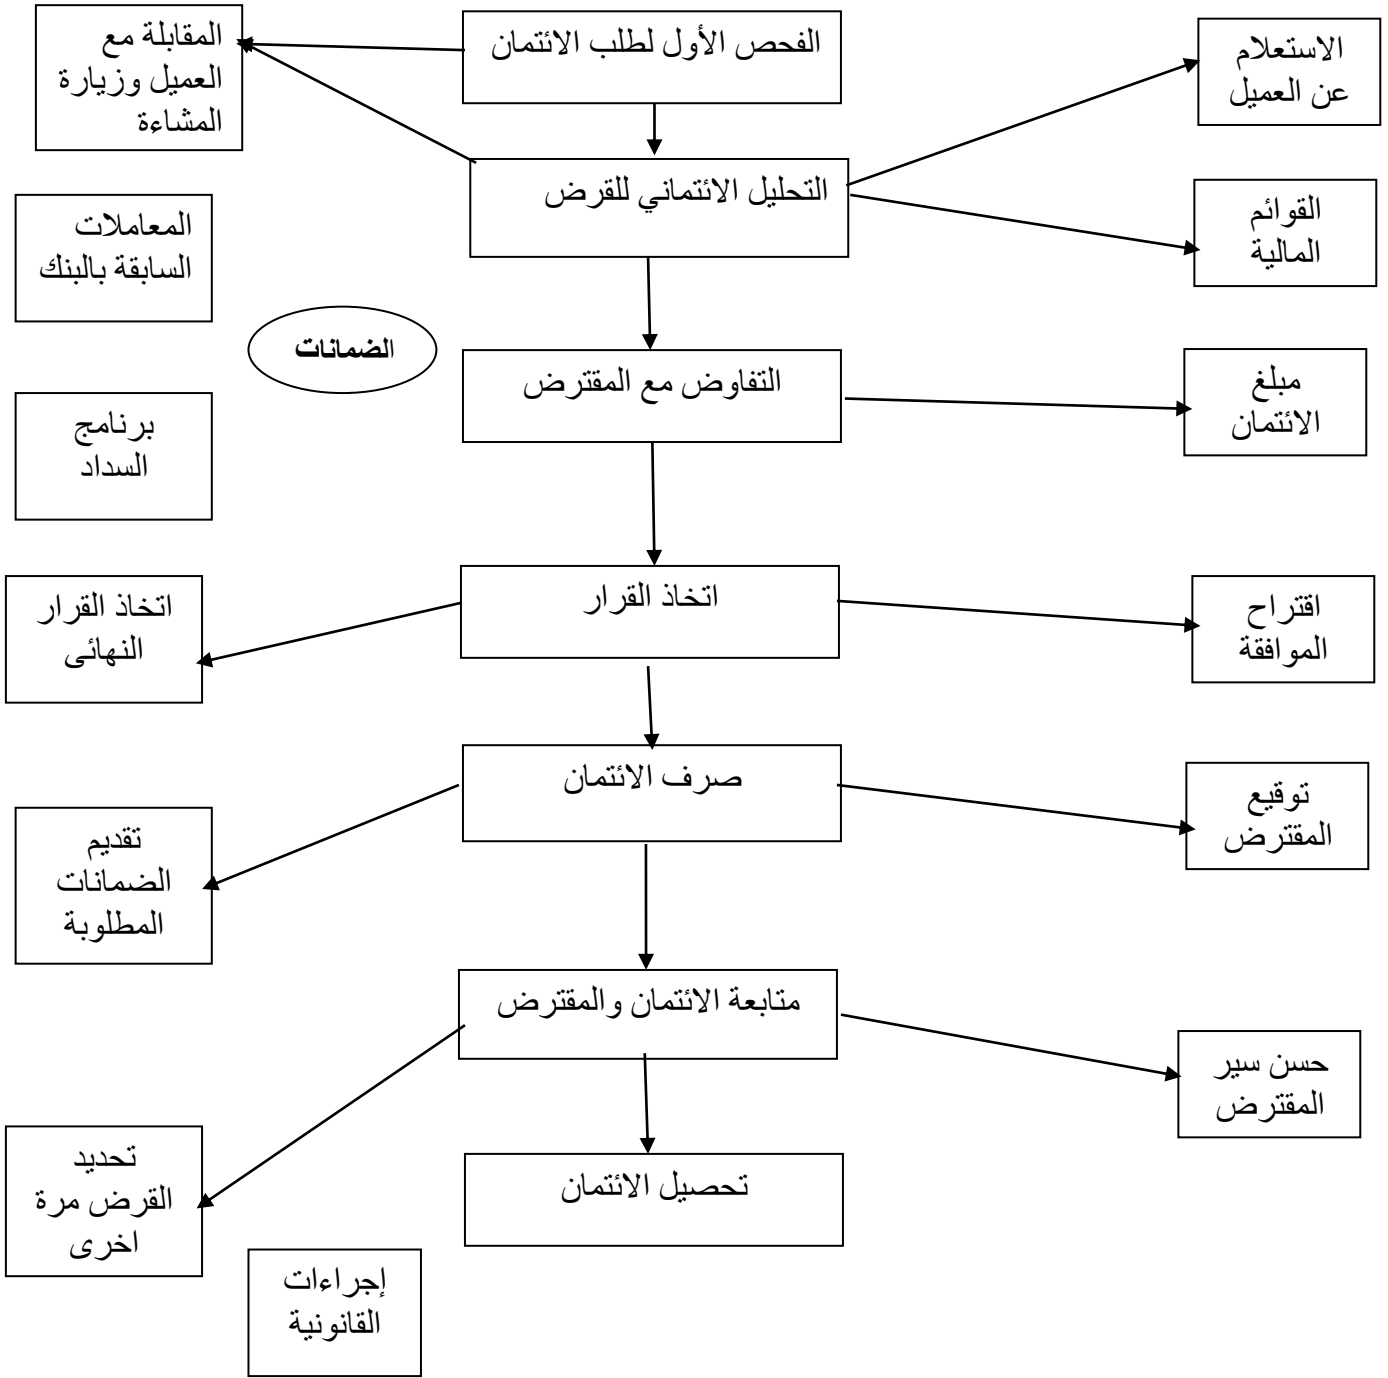 الفحص الأول لطلب الائتمان
الاستعلام
عن العميل
المقابلة مع
العميل وزيارة
المشاءة
التحليل الائتماني للقرض
القوائم
المالية
المعاملات
السابقة بالبنك
الضمانات
التفاوض مع المقترض
مبلغ
الائتمان
برنامج
السداد
اتخاذ القرار
اقتراح
الموافقة
اتخاذ القرار
النهائى
صرف الائتمان
توقيع
المقترض
تقديم
الضمانات
المطلوبة
متابعة الائتمان والمقترض
حسن سير
المقترض
تحديد
القرض مرة
اخرى
تحصيل الائتمان
إجراءات
القانونية